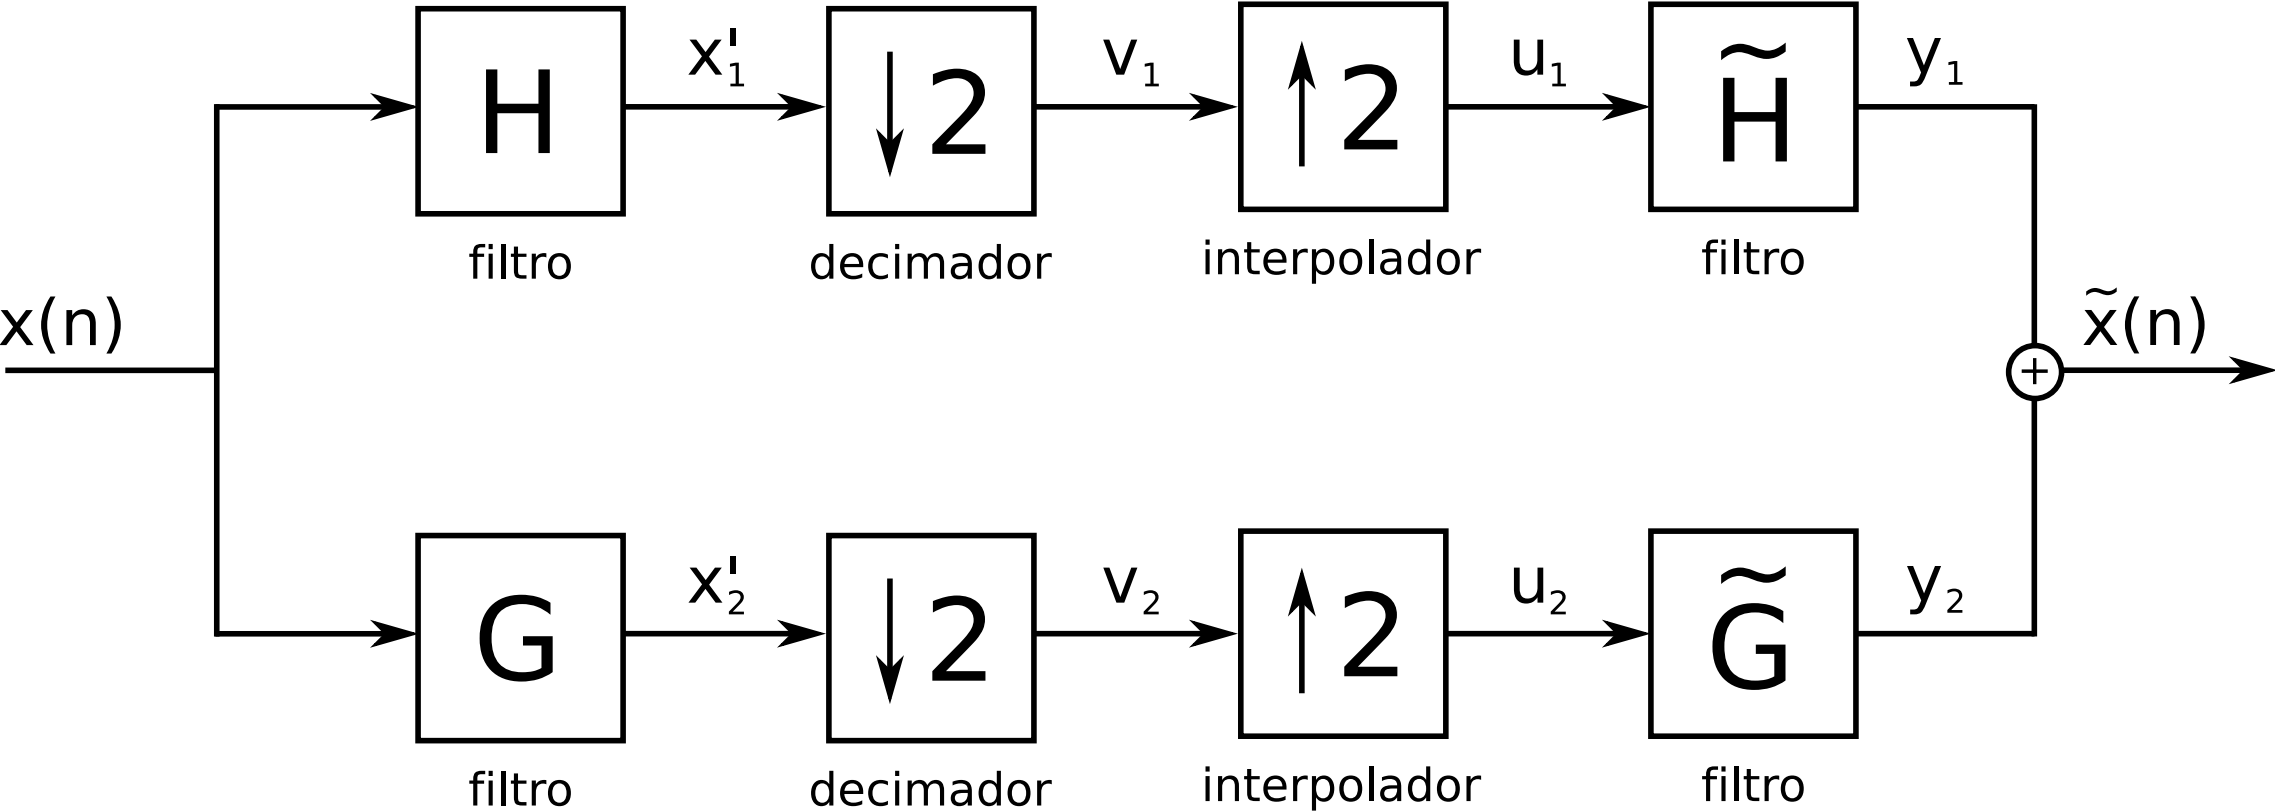 H x'₁ ↓2 v₁ ↑2 u₁ H̃ y₁
filtro decimador interpolador filtro
x(n) + x̃(n)
G x'₂ ↓2 v₂ ↑2 u₂ G̃ y₂
filtro decimador interpolador filtro